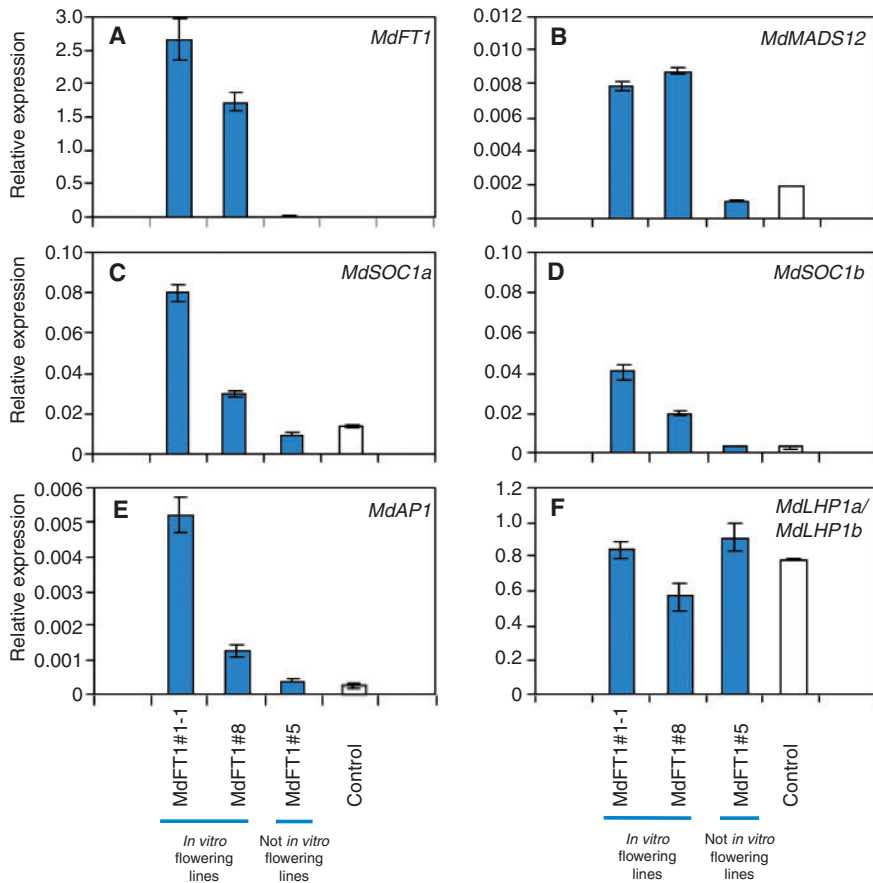 A
MdFT1
Relative expression
3.0
2.5
2.0
1.5
1.0
0.5
0
B
MdMADS12
0.012
0.010
0.008
0.006
0.004
0.002
0
C
MdSOC1a
Relative expression
0.10
0.08
0.06
0.04
0.02
0
D
MdSOC1b
0.10
0.08
0.06
0.04
0.02
0
E
MdAP1
Relative expression
0.006
0.005
0.004
0.003
0.002
0.001
0
F
MdLHP1a/
MdLHP1b
1.2
1.0
0.8
0.6
0.4
0.2
0
MdFT1#1-1
MdFT1#8
MdFT1#5
Control
In vitro
flowering
lines
Not in vitro
flowering
lines
MdFT1#1-1
MdFT1#8
MdFT1#5
Control
In vitro
flowering
lines
Not in vitro
flowering
lines